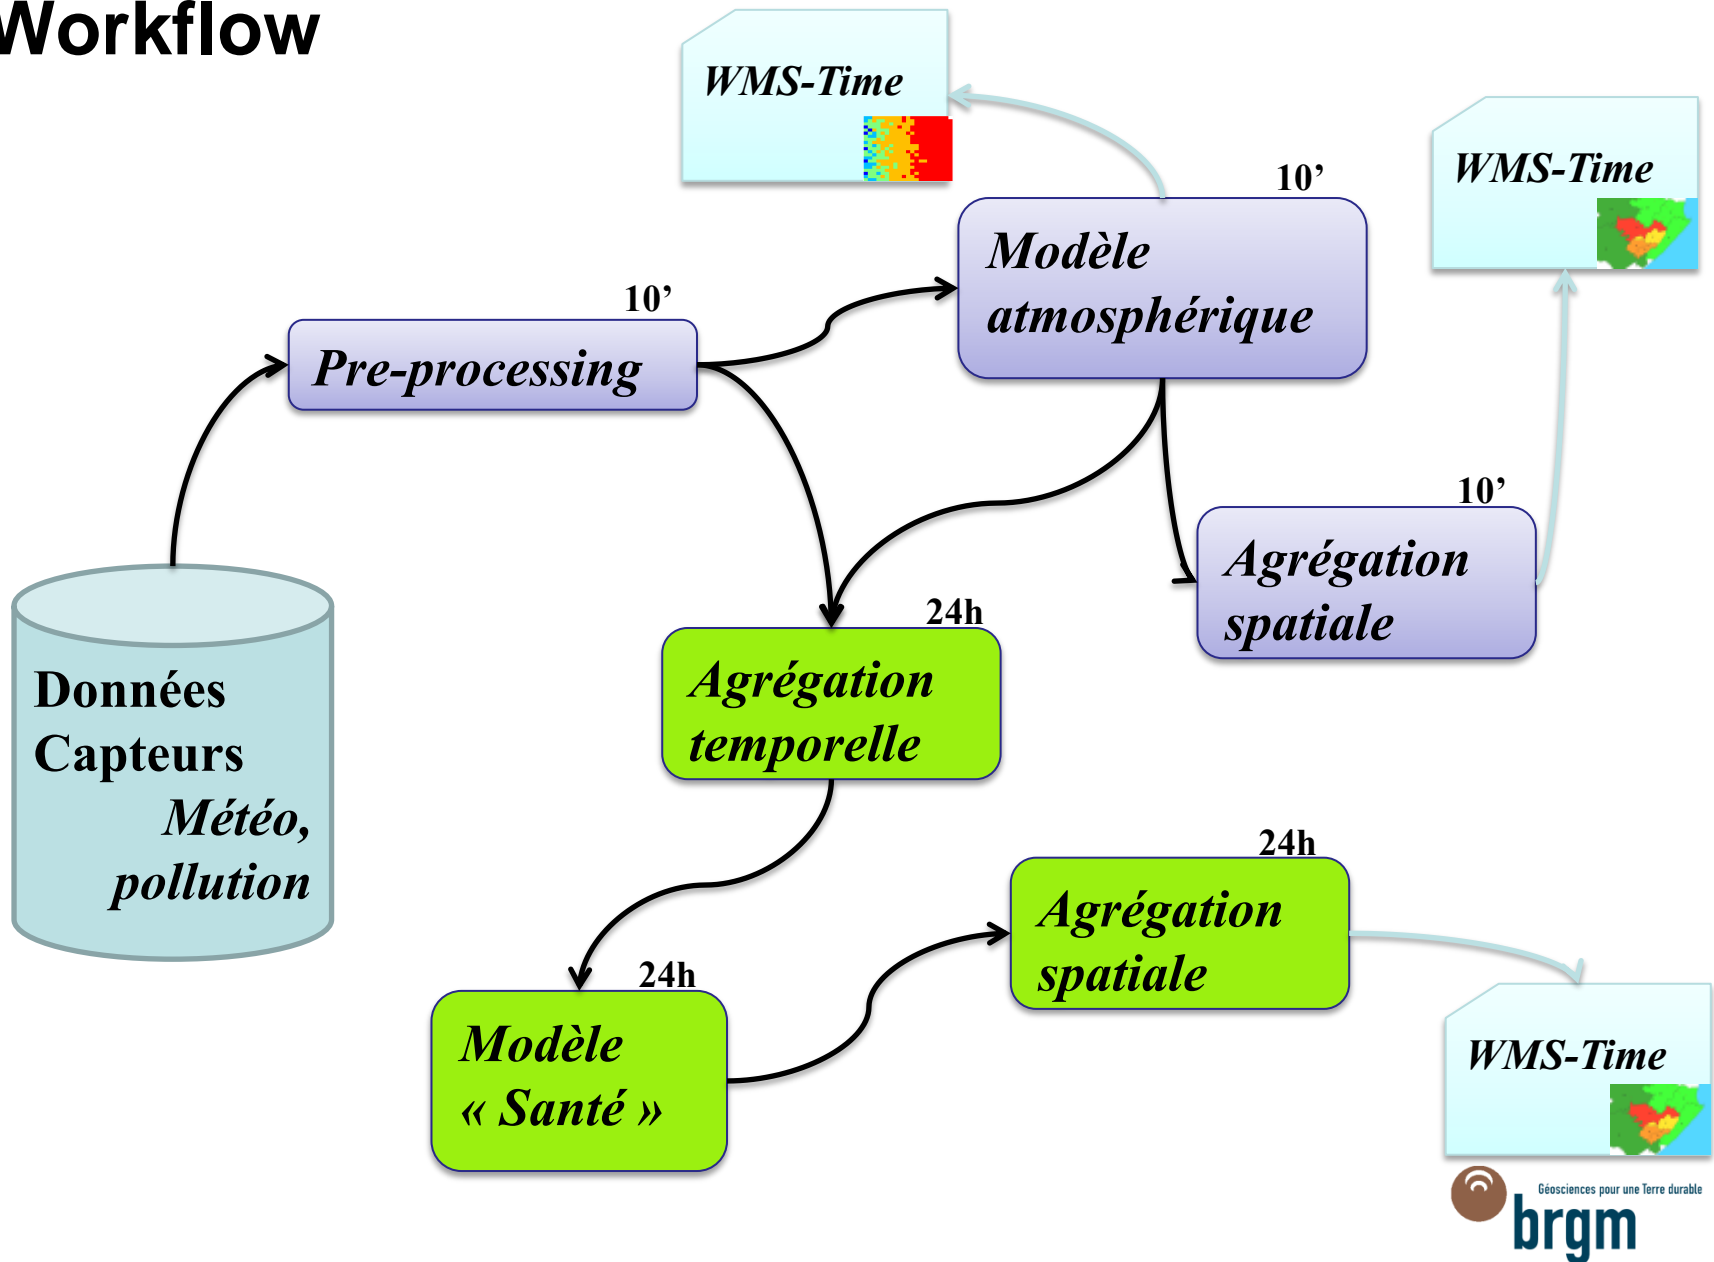 Workflow
WMS-Time
10’
WMS-Time
Modèle
atmosphérique
10’
Pre-processing
10’
Agrégation
spatiale
24h
Agrégation
temporelle
Données
Capteurs
Météo,
pollution
24h
Agrégation
spatiale
24h
Modèle
« Santé »
WMS-Time
Géosciences pour une Terre durable
brgm